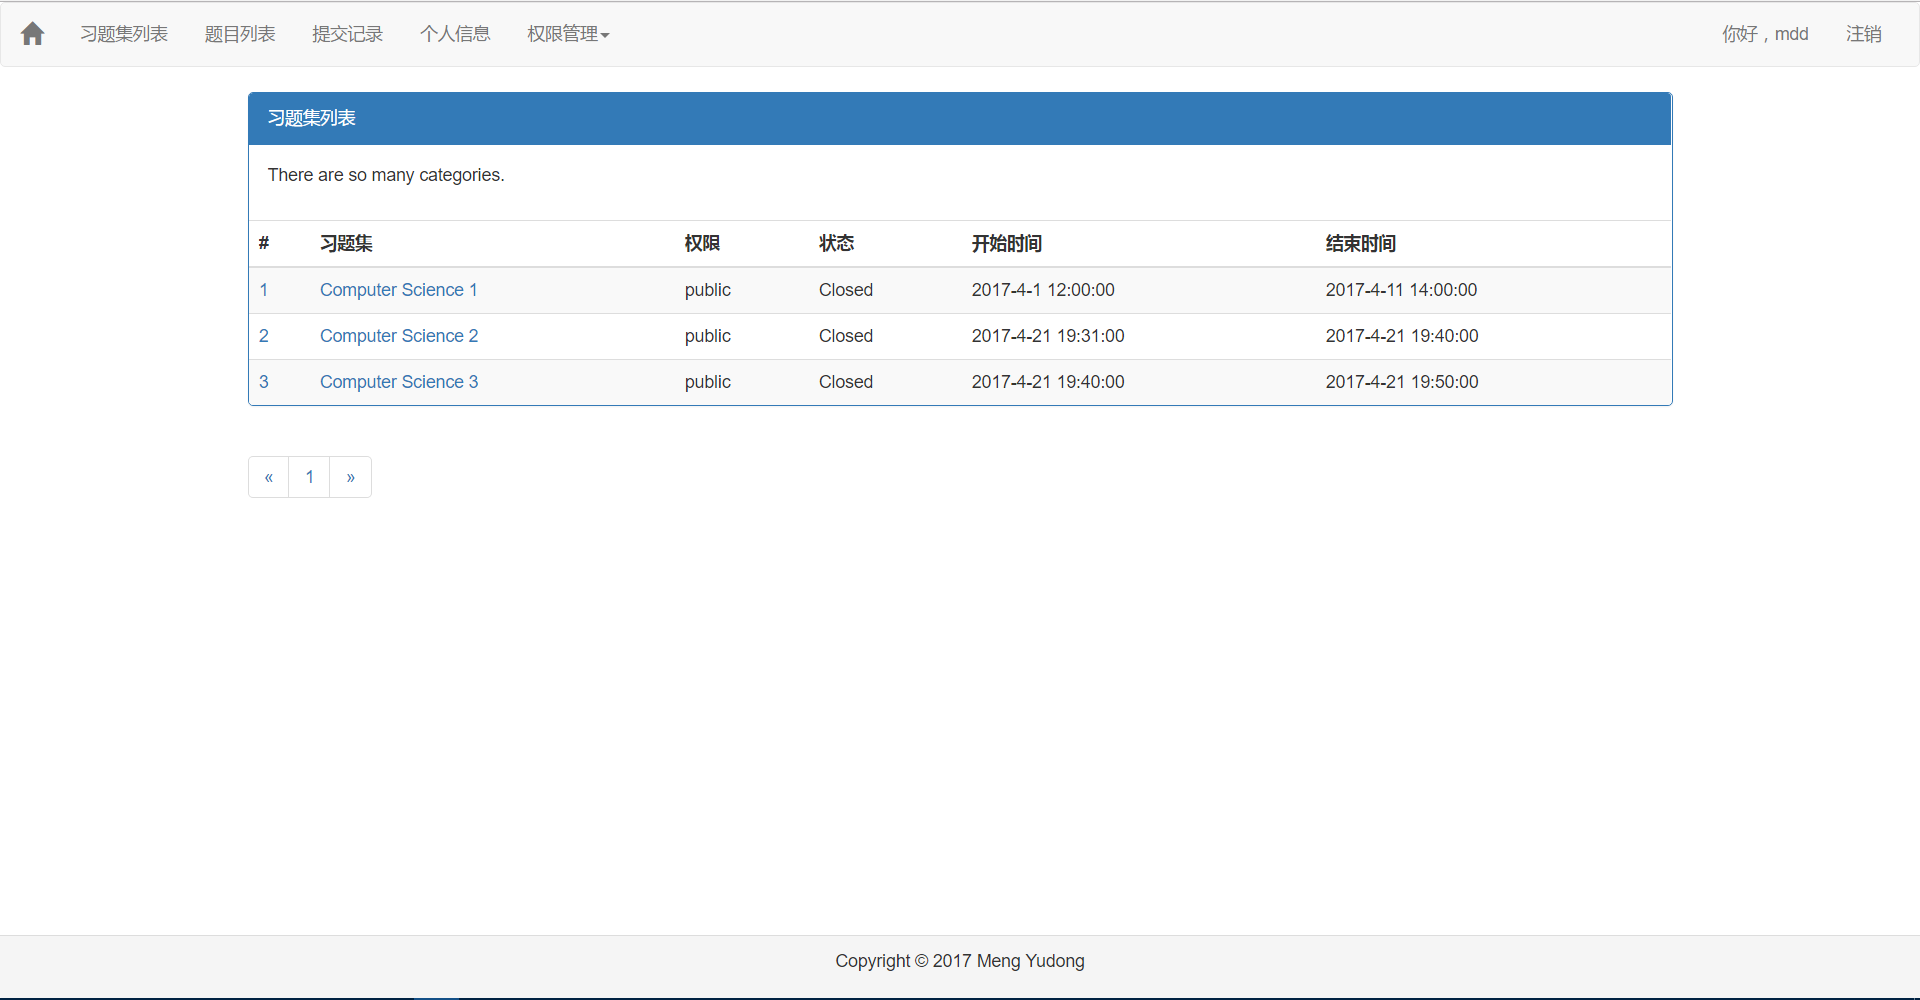 习题集列表 题目列表 提交记录 个人信息 权限管理 你好，mdd 注销
习题集列表
There are so many categories.
# 习题集 权限 状态 开始时间 结束时间
1 Computer Science 1 public Closed 2017-4-1 12:00:00 2017-4-11 14:00:00
2 Computer Science 2 public Closed 2017-4-21 19:31:00 2017-4-21 19:40:00
3 Computer Science 3 public Closed 2017-4-21 19:40:00 2017-4-21 19:50:00
« 1 »
Copyright © 2017 Meng Yudong